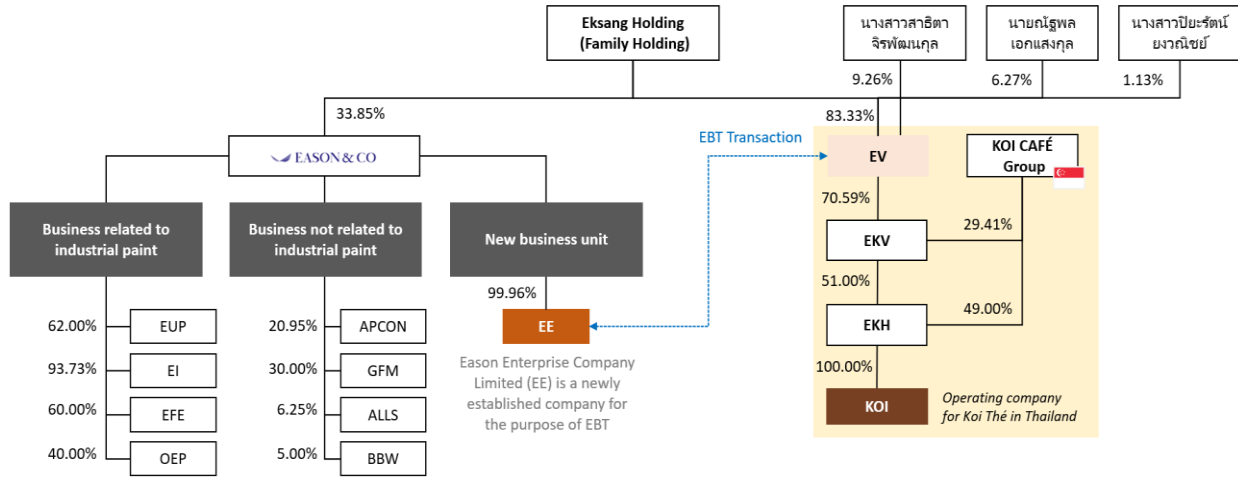 Eksang Holding
(Family Holding)
นางสาวสาธิตา
จิรพัฒนกุล
นายณัฐพล
เอกแสงกุล
นางสาวปิยะรัตน์
ยงวณิชย์
9.26%
6.27%
1.13%
33.85%
83.33%
EASON & CO
EBT Transaction
EV
KOI CAFÉ
Group
70.59%
Business related to
industrial paint
Business not related to
industrial paint
New business unit
29.41%
EKV
99.96%
51.00%
62.00%
EUP
20.95%
APCON
EE
EKH
49.00%
93.73%
EI
30.00%
GFM
Eason Enterprise Company
Limited (EE) is a newly
established company for
the purpose of EBT
100.00%
60.00%
EFE
6.25%
ALLS
KOI
Operating company
for Koi Thé in Thailand
40.00%
OEP
5.00%
BBW